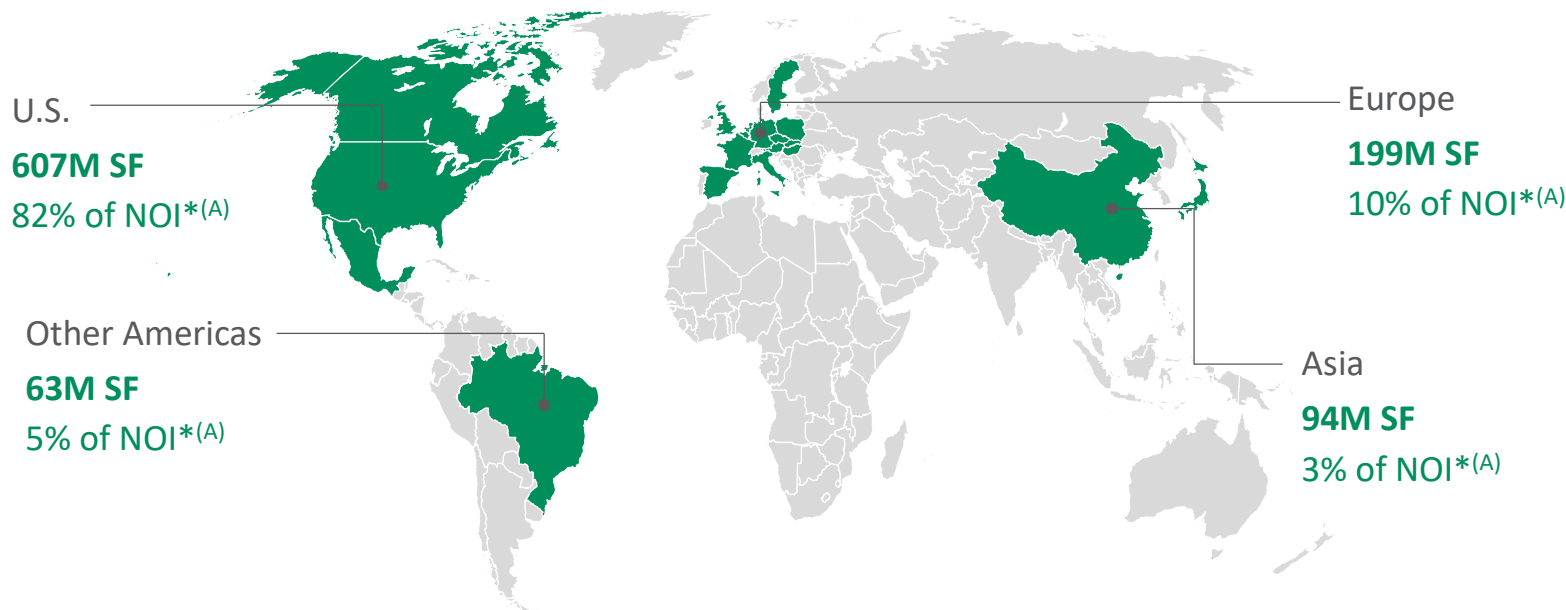 U.S.
607M SF
82% of NOI*(A)
Other Americas
63M SF
5% of NOI*(A)
Europe
199M SF
10% of NOI*(A)
Asia
94M SF
3% of NOI*(A)